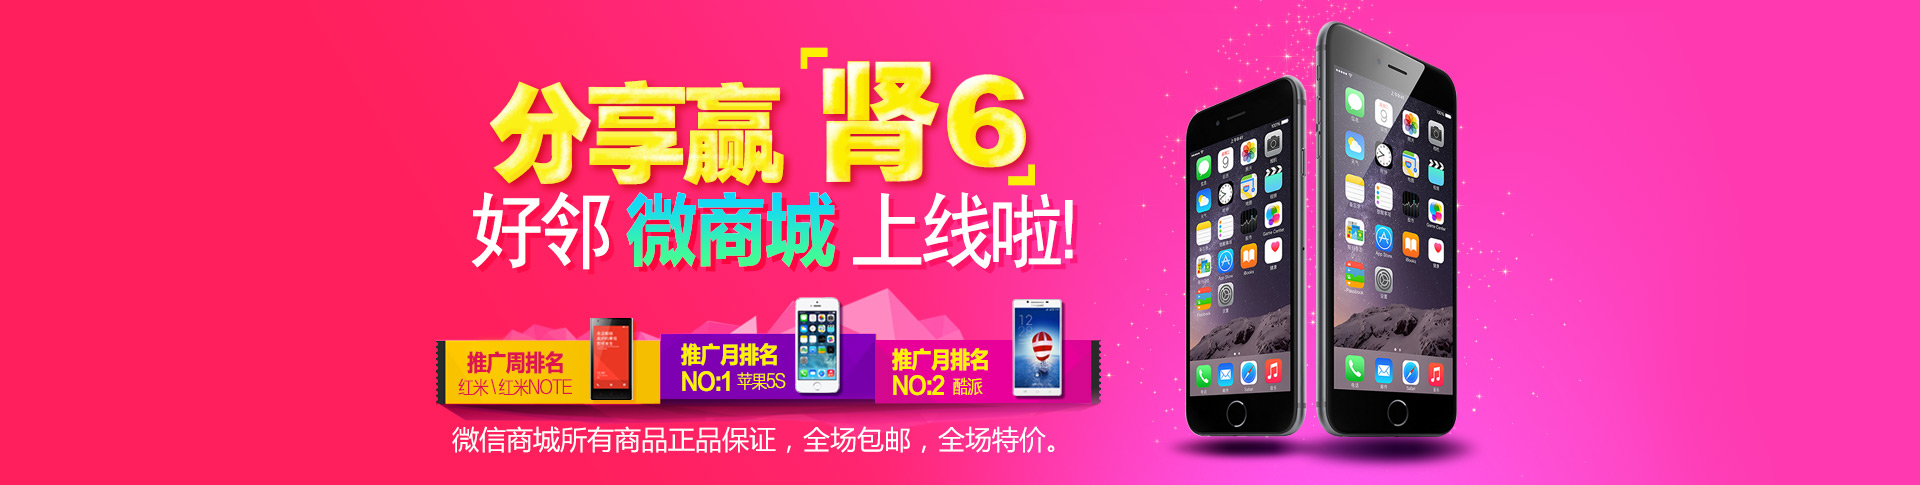 分享赢「肾6」
好邻 微商城 上线啦!
推广周排名
红米\红米NOTE
推广月排名
NO:1 苹果5S
推广月排名
NO:2 酷派
微信商城所有商品正品保证，全场包邮，全场特价。